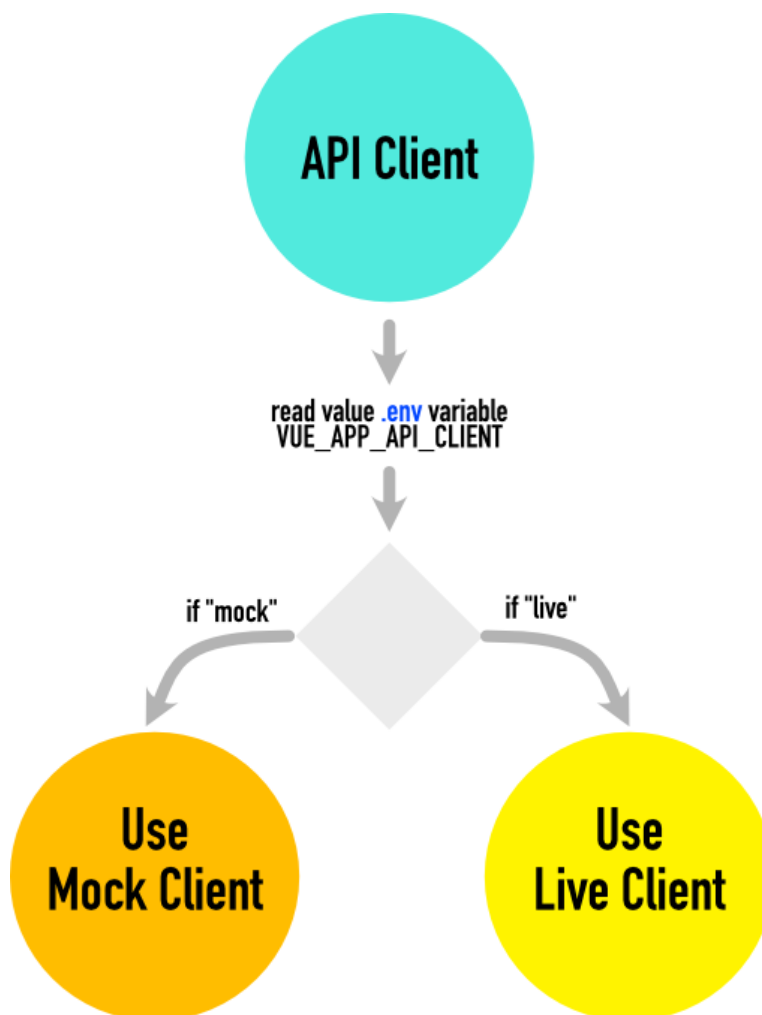 API Client
read value .env variable
VUE_APP_API_CLIENT
if "mock"
if "live"
Use
Mock Client
Use
Live Client